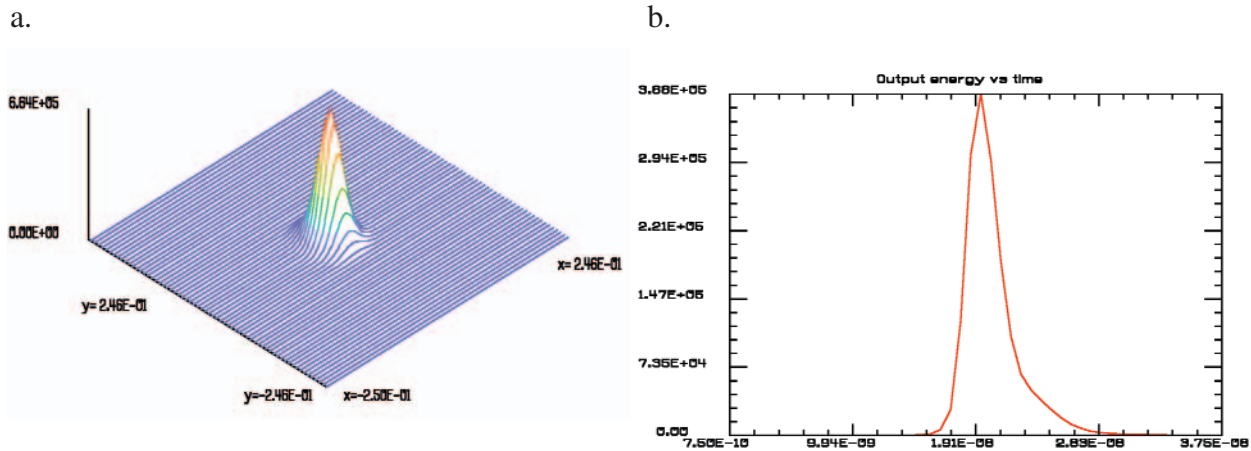 a.
6.64E+05
0.00E+00
x= 2.46E-01
y= 2.46E-01
y=-2.46E-01
x=-2.50E-01
b.
Output energy vs time
3.68E+05
2.94E+05
2.21E+05
1.47E+05
7.35E+04
0.00
7.50E-10
9.94E-09
1.91E-08
2.83E-08
3.75E-08